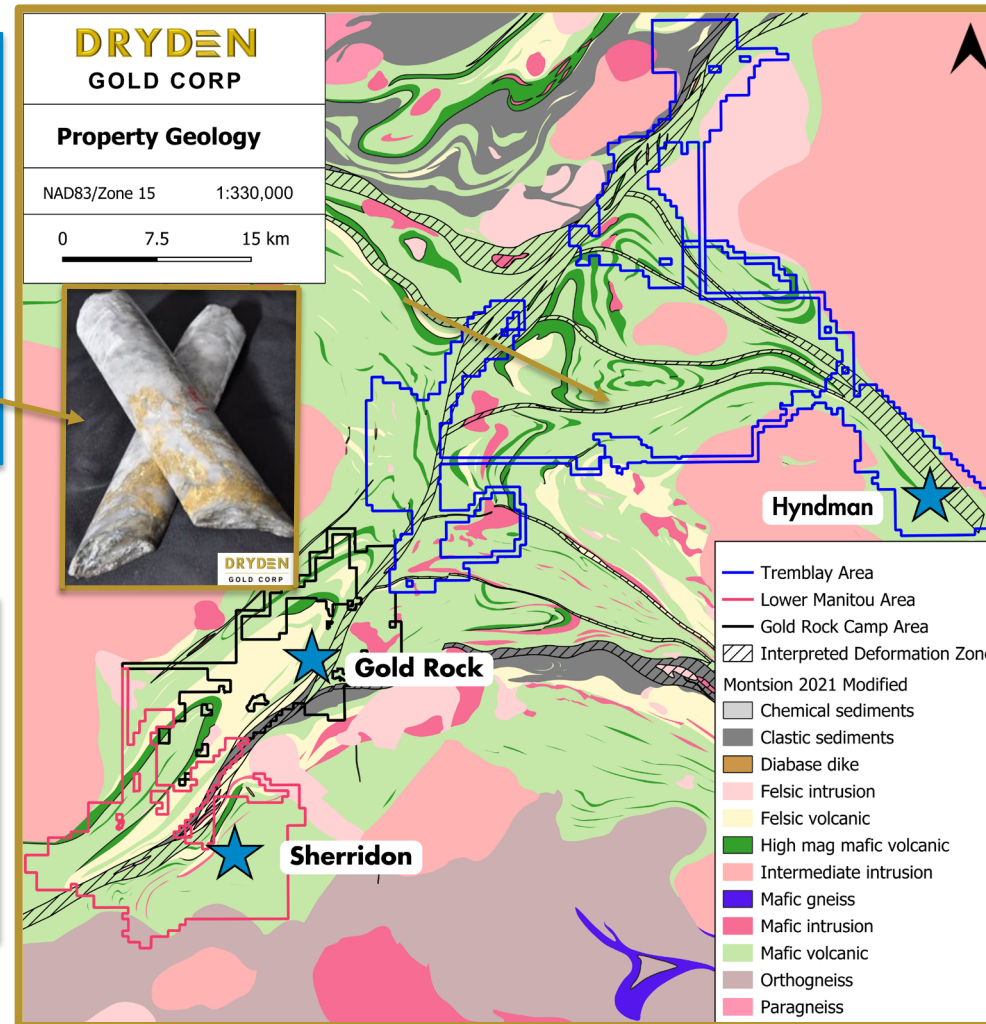 DRYDEN
GOLD CORP
Property Geology
NAD83/Zone 15 1:330,000
0 7.5 15 km
DRYDEN
GOLD CORP
Hyndman
Gold Rock
Sherridon
Tremblay Area
Lower Manitou Area
Gold Rock Camp Area
Interpreted Deformation Zone
Montsion 2021 Modified
Chemical sediments
Clastic sediments
Diabase dike
Felsic intrusion
Felsic volcanic
High mag mafic volcanic
Intermediate intrusion
Mafic gneiss
Mafic intrusion
Mafic volcanic
Orthogneiss
Paragneiss